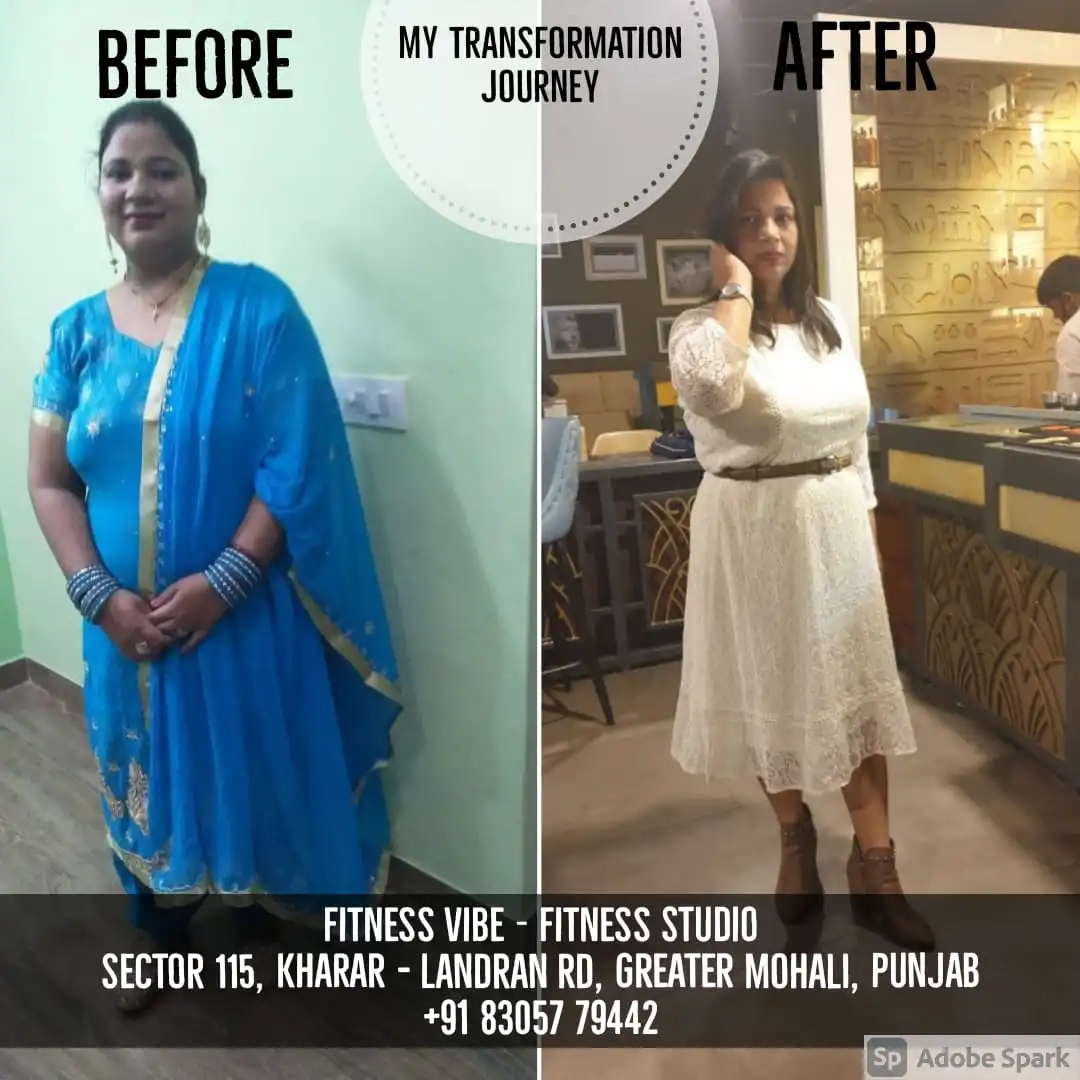 BEFORE
MY TRANSFORMATION
JOURNEY
AFTER
FITNESS VIBE - FITNESS STUDIO
SECTOR 115, KHARAR - LANDRAN RD, GREATER MOHALI, PUNJAB
+91 83057 79442
Sp Adobe Spark